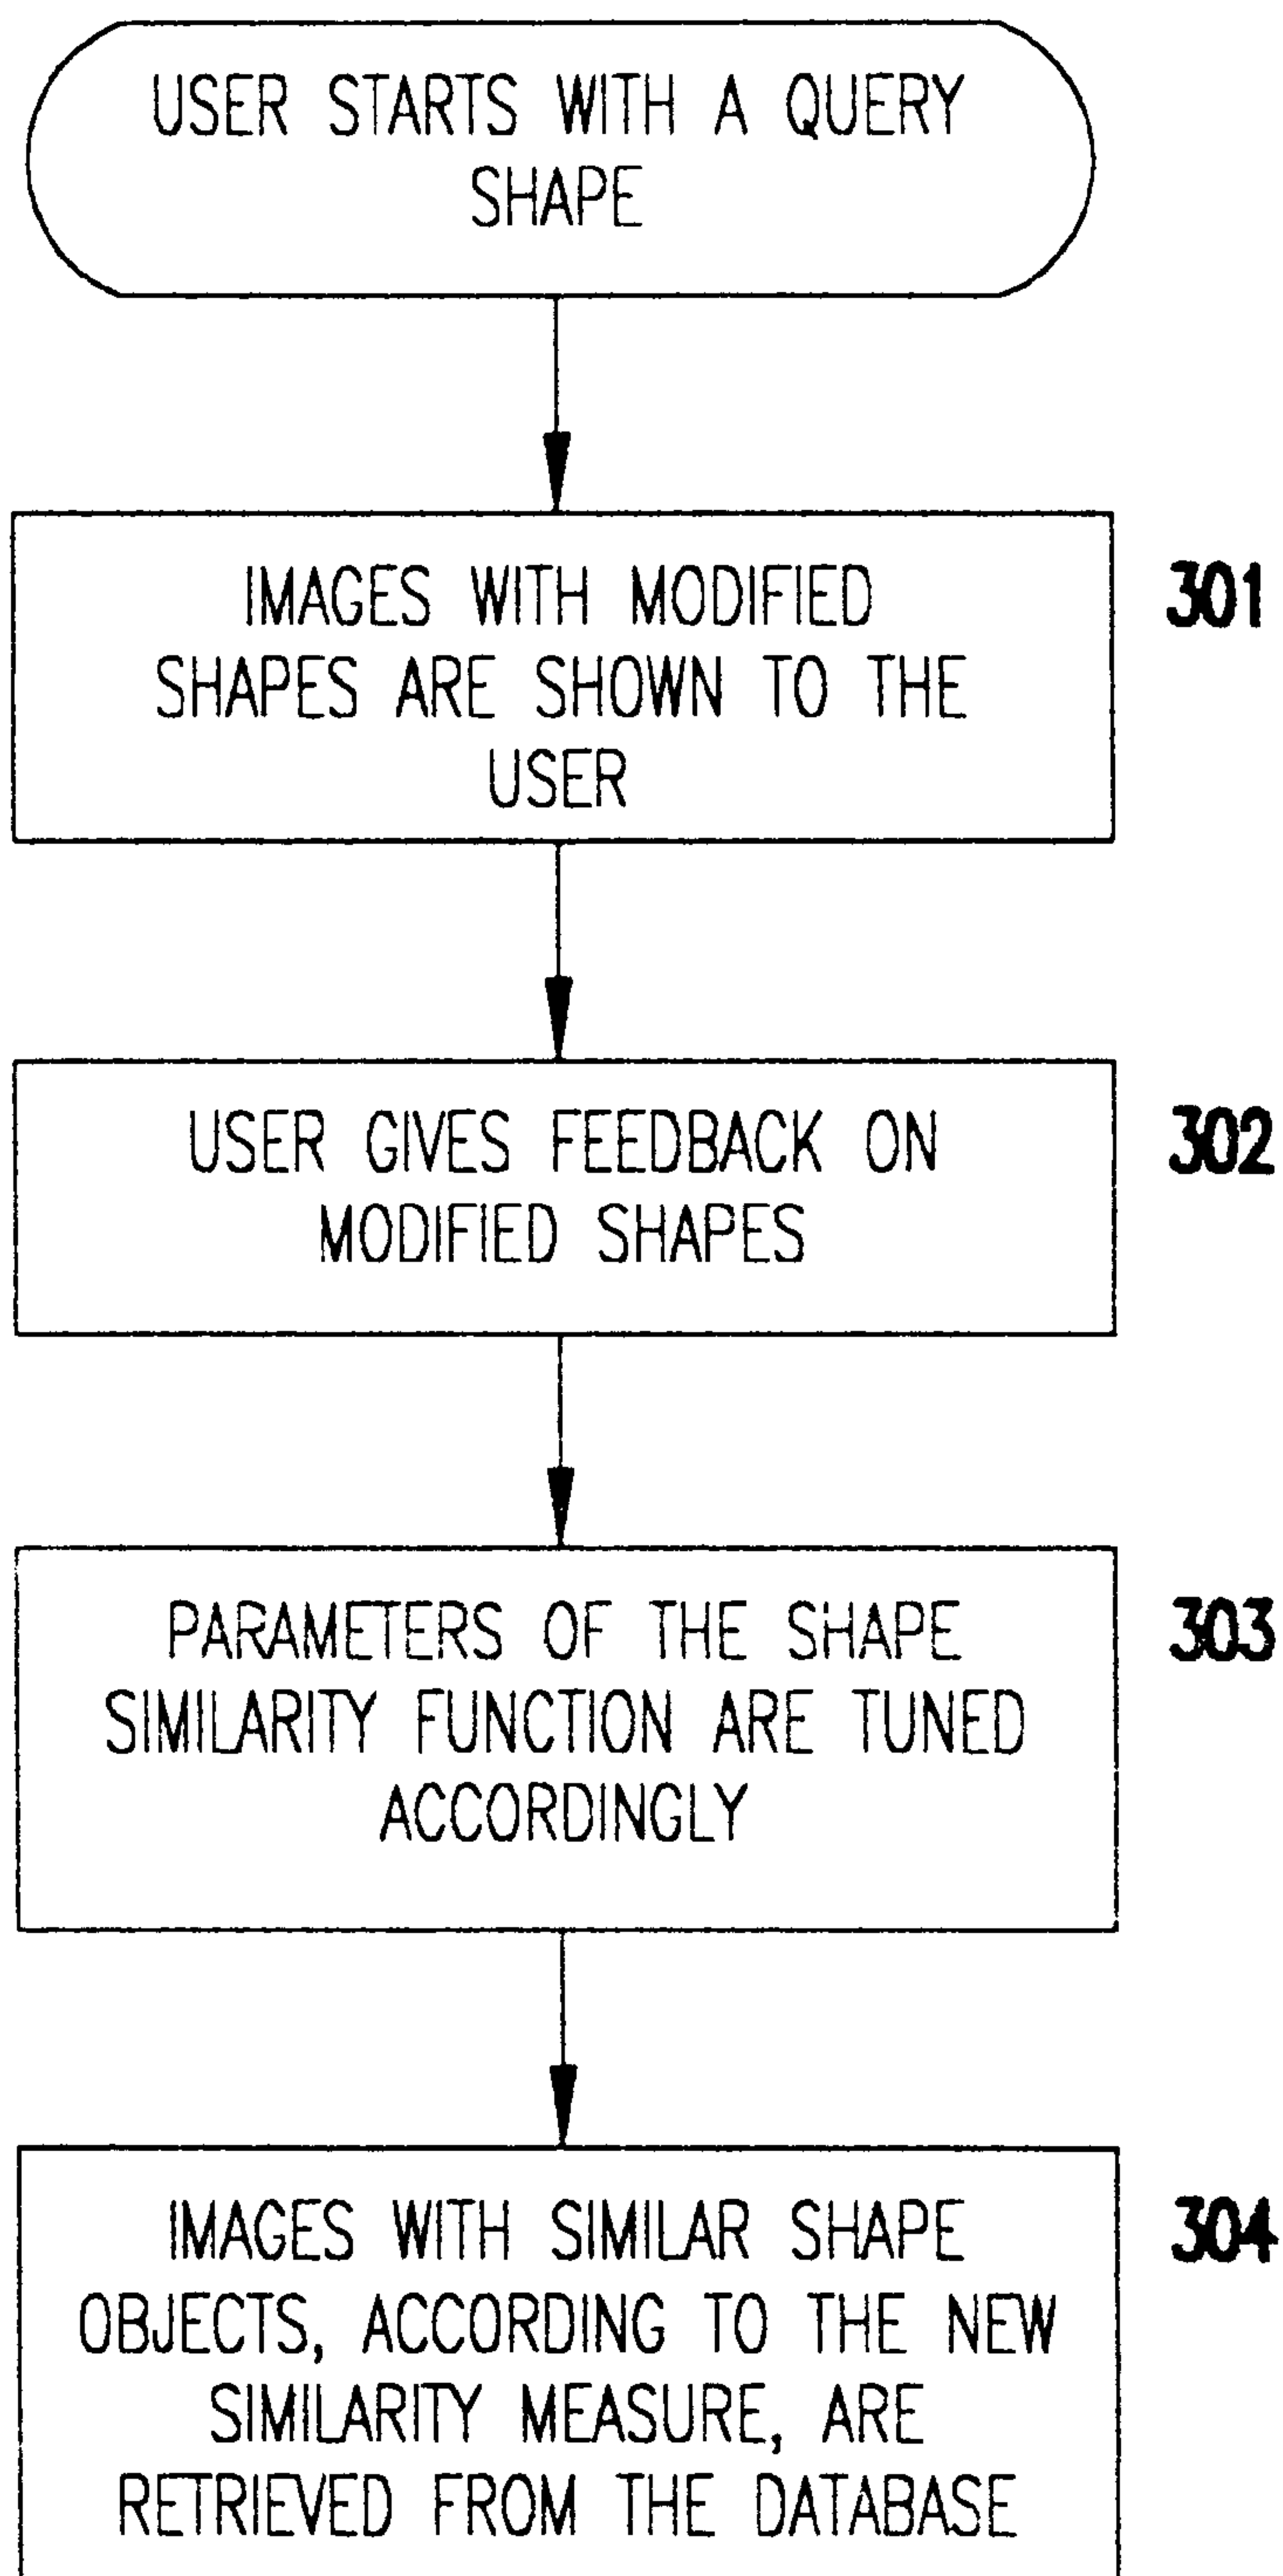 USER STARTS WITH A QUERY
SHAPE
IMAGES WITH MODIFIED
SHAPES ARE SHOWN TO THE
USER
301
USER GIVES FEEDBACK ON
MODIFIED SHAPES
302
PARAMETERS OF THE SHAPE
SIMILARITY FUNCTION ARE TUNED
ACCORDINGLY
303
IMAGES WITH SIMILAR SHAPE
OBJECTS, ACCORDING TO THE NEW
SIMILARITY MEASURE, ARE
RETRIEVED FROM THE DATABASE
304